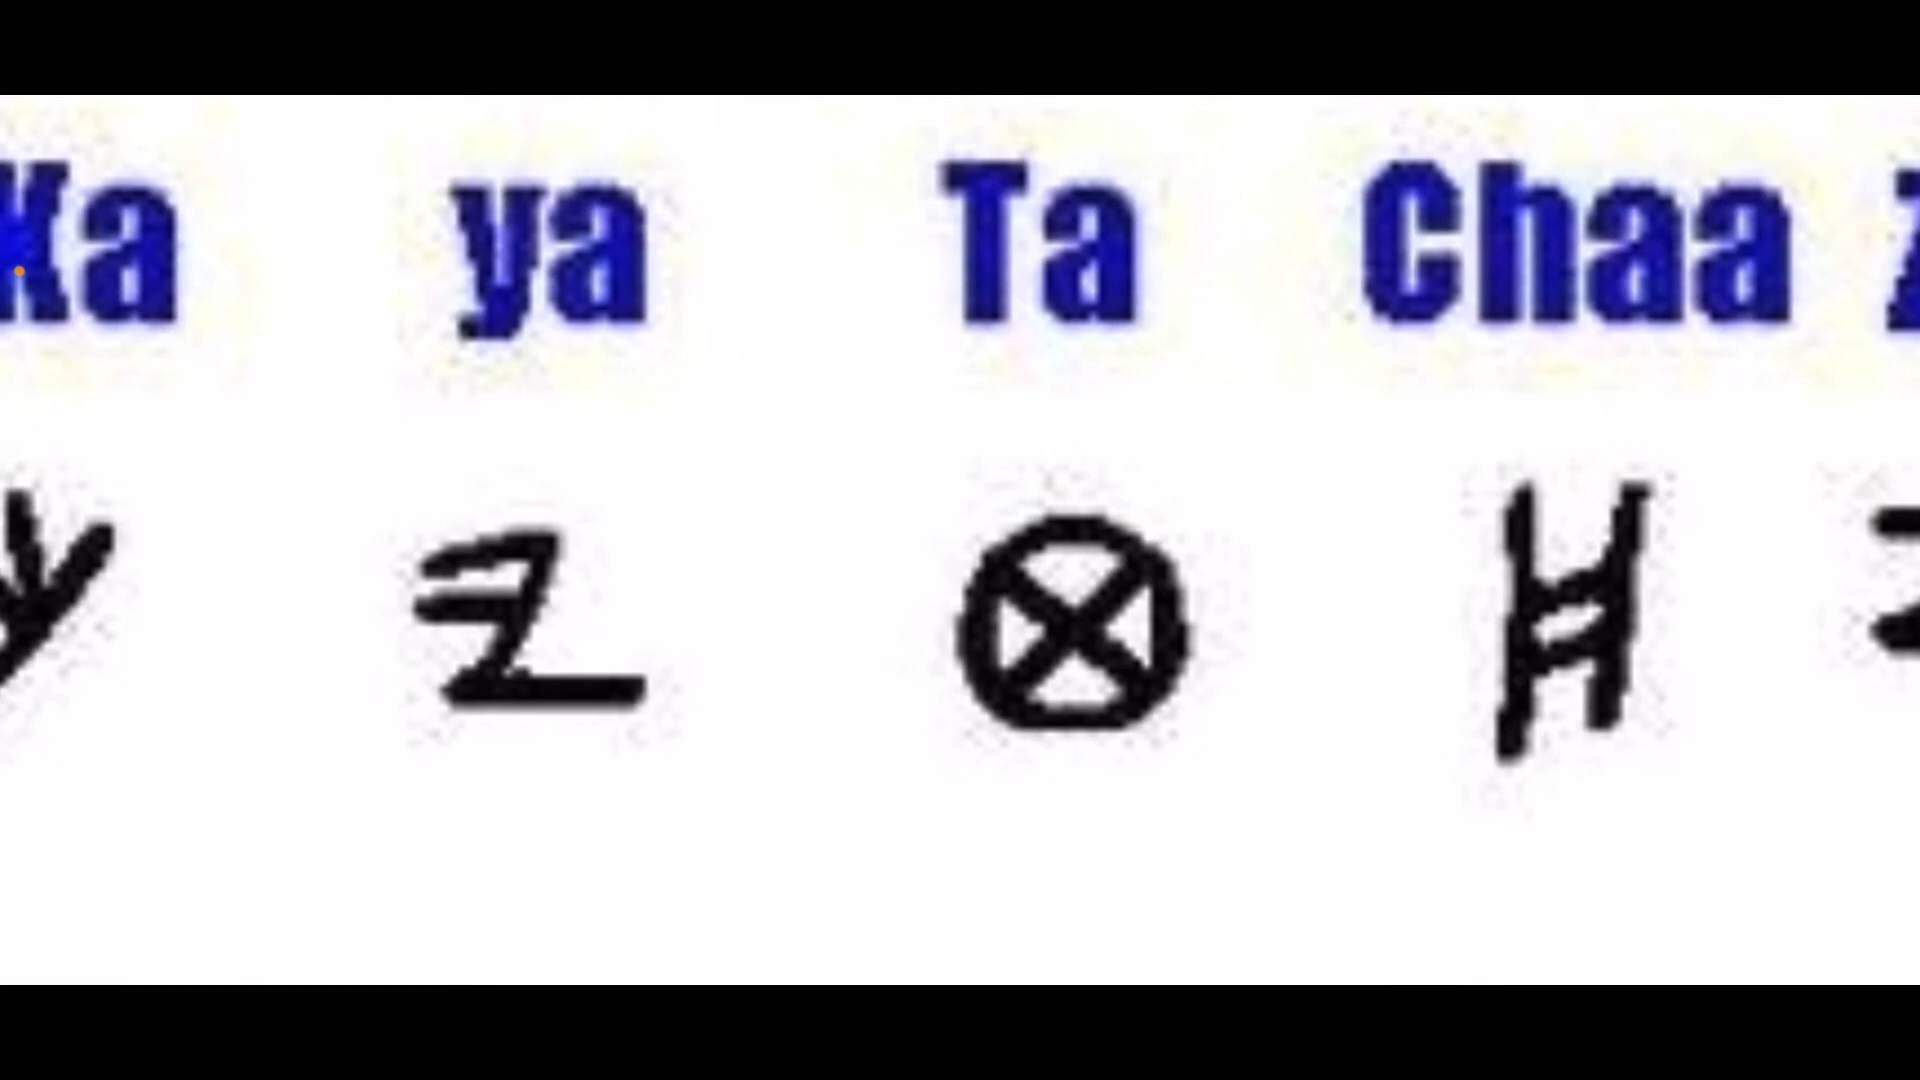 Ka ya Ta Chaa
𐤊 𐤉 𐤈 𐤇